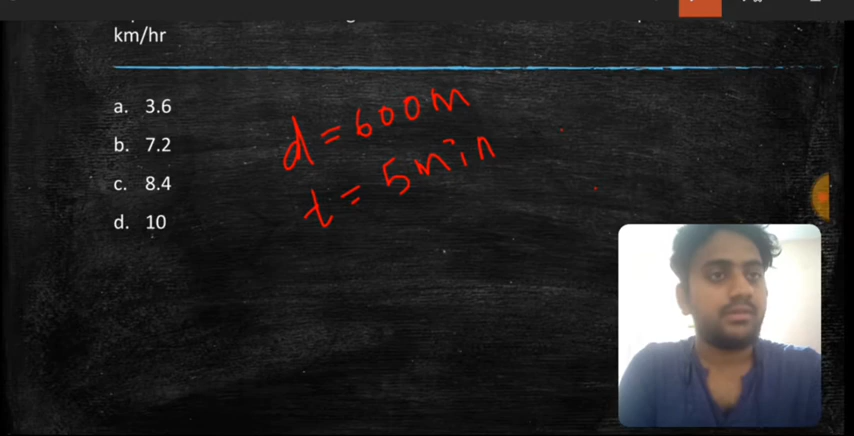 km/hr
a. 3.6
b. 7.2
c. 8.4
d. 10
d = 600m
t = 5min